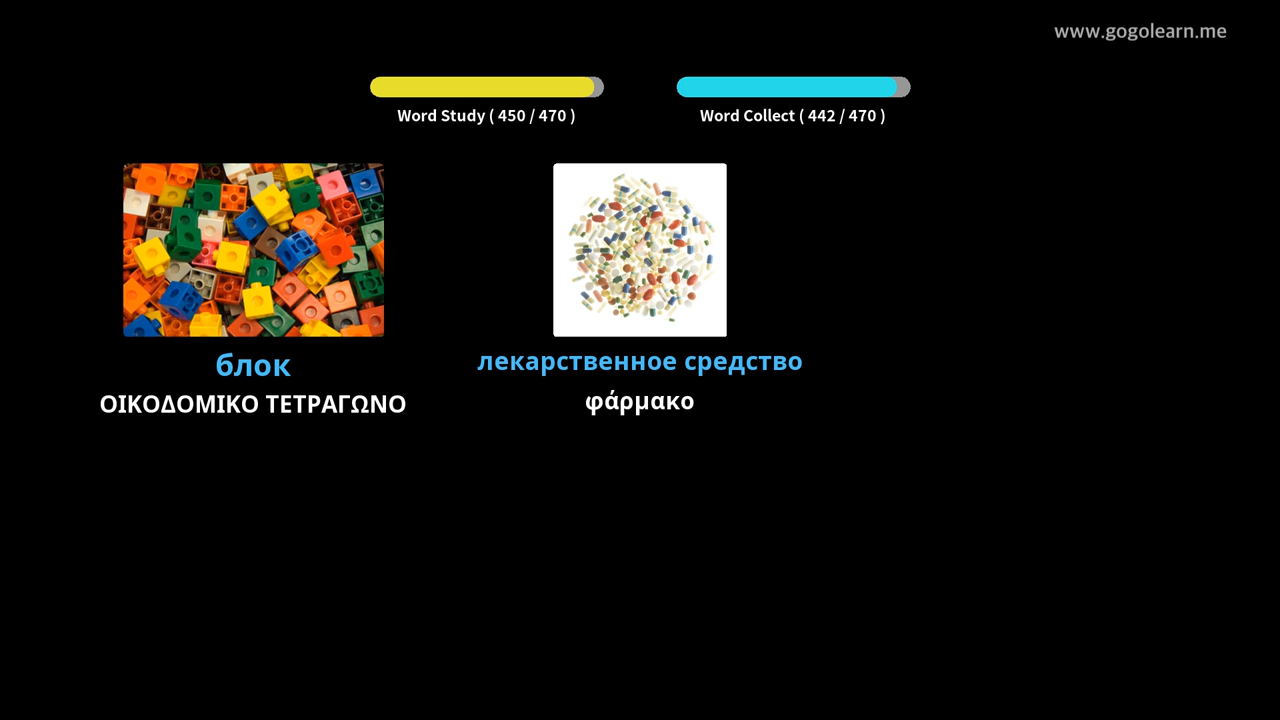 www.gogolearn.me
Word Study ( 450 / 470 )
Word Collect ( 442 / 470 )
блок
лекарственное средство
ΟΙΚΟΔΟΜΙΚΟ ΤΕΤΡΑΓΩΝΟ
φάρμακο